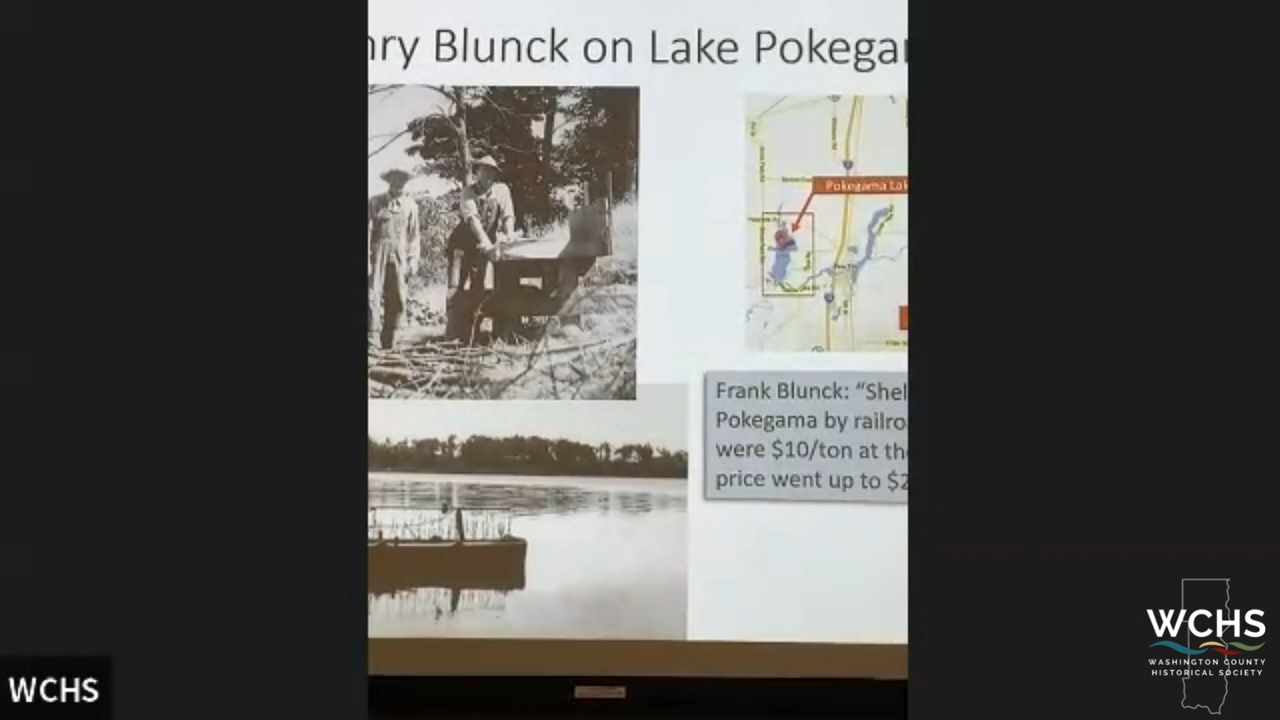 nry Blunck on Lake Pokegar
Pokegama Lak
Frank Blunck: “Shel
Pokegama by railro
were $10/ton at the
price went up to $2
WCHS
WCHS
WASHINGTON COUNTY
HISTORICAL SOCIETY